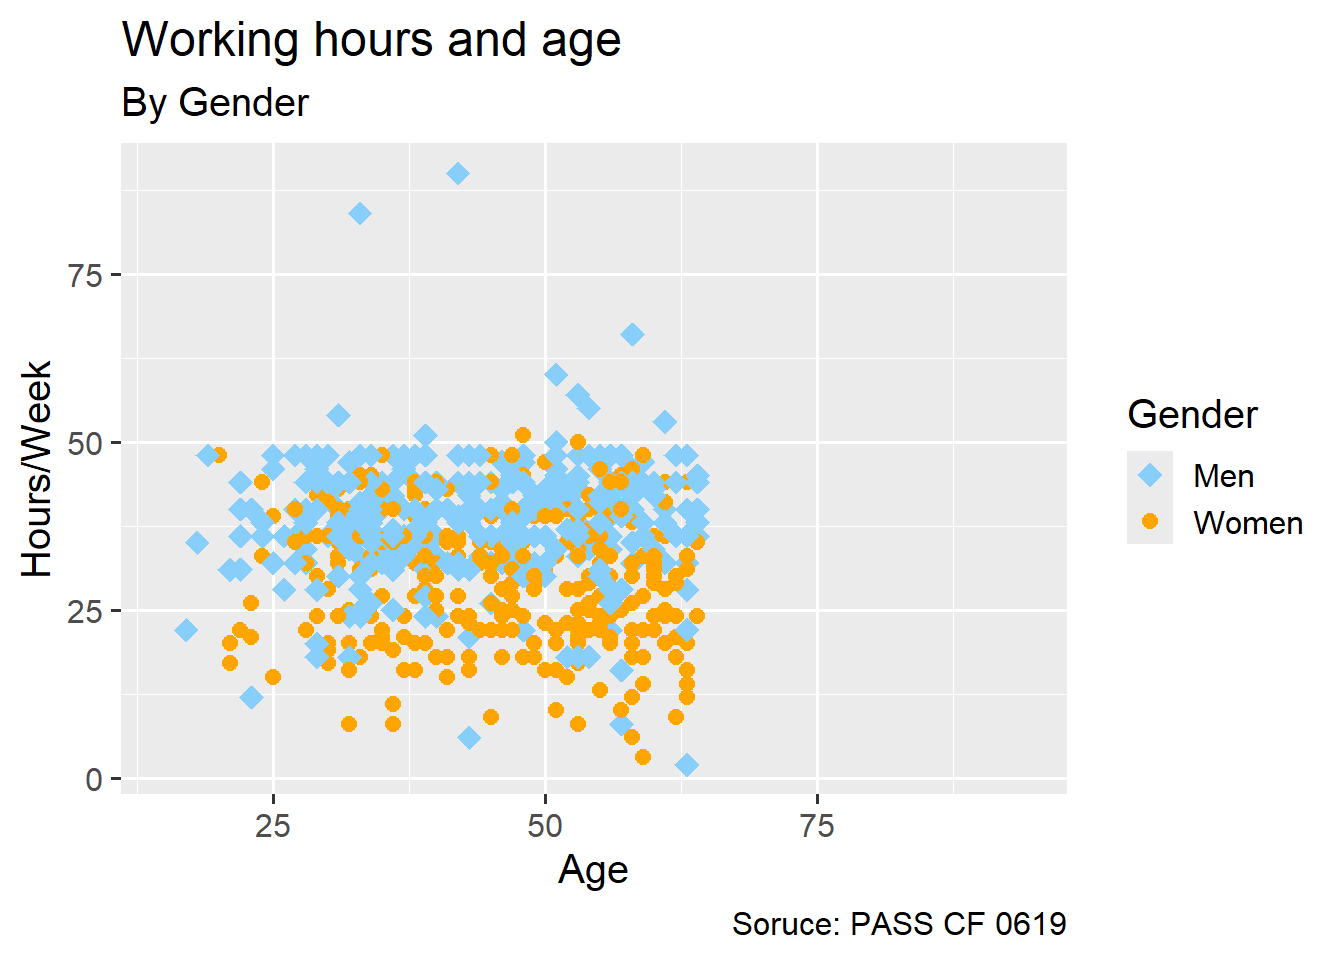 Working hours and age
By Gender
75
50
25
0
Hours/Week
25 50 75
Age
Gender
Men
Women
Soruce: PASS CF 0619